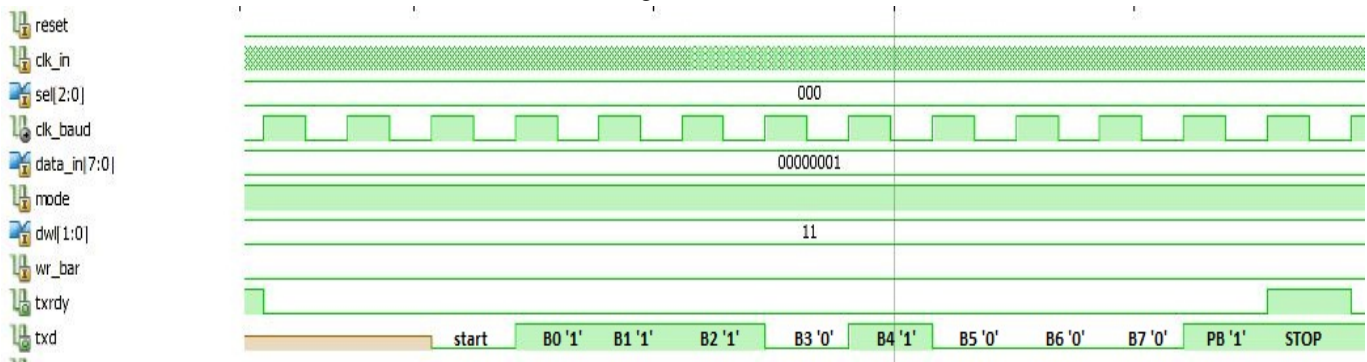 reset
clk_in
sel[2:0] 000
clk_baud
data_in[7:0] 00000001
mode
dwl[1:0] 11
wr_bar
txrdy
txd start B0 '1' B1 '1' B2 '1' B3 '0' B4 '1' B5 '0' B6 '0' B7 '0' PB '1' STOP